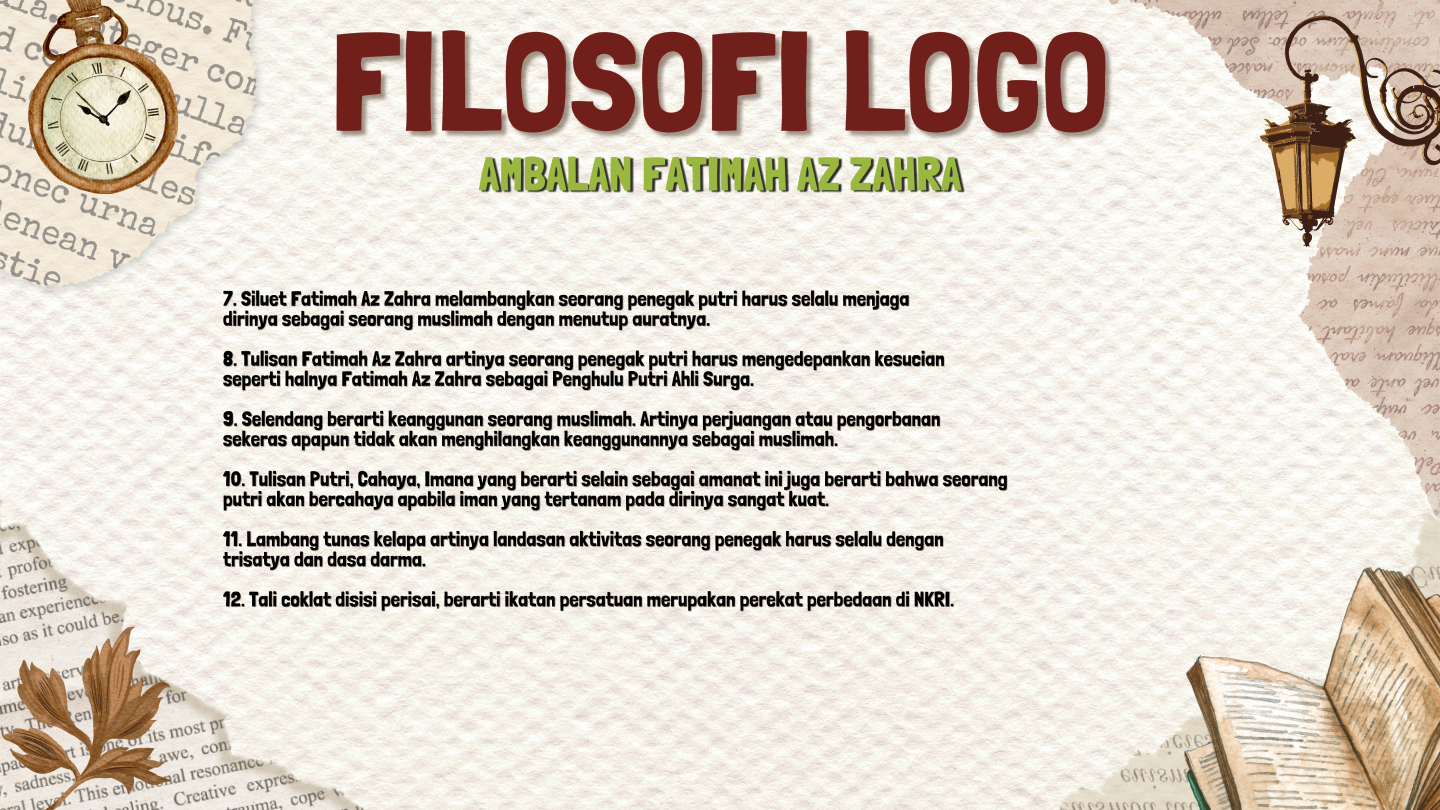 FILOSOFI LOGO
AMBALAN FATIMAH AZ ZAHRA
7. Siluet Fatimah Az Zahra melambangkan seorang penegak putri harus selalu menjaga
dirinya sebagai seorang muslimah dengan menutup auratnya.
8. Tulisan Fatimah Az Zahra artinya seorang penegak putri harus mengedepankan kesucian
seperti halnya Fatimah Az Zahra sebagai Penghulu Putri Ahli Surga.
9. Selendang berarti keanggunan seorang muslimah. Artinya perjuangan atau pengorbanan
sekeras apapun tidak akan menghilangkan keanggunannya sebagai muslimah.
10. Tulisan Putri, Cahaya, Imana yang berarti selain sebagai amanat ini juga berarti bahwa seorang
putri akan bercahaya apabila iman yang tertanam pada dirinya sangat kuat.
11. Lambang tunas kelapa artinya landasan aktivitas seorang penegak harus selalu dengan
trisatya dan dasa darma.
12. Tali coklat disisi perisai, berarti ikatan persatuan merupakan perekat perbedaan di NKRI.